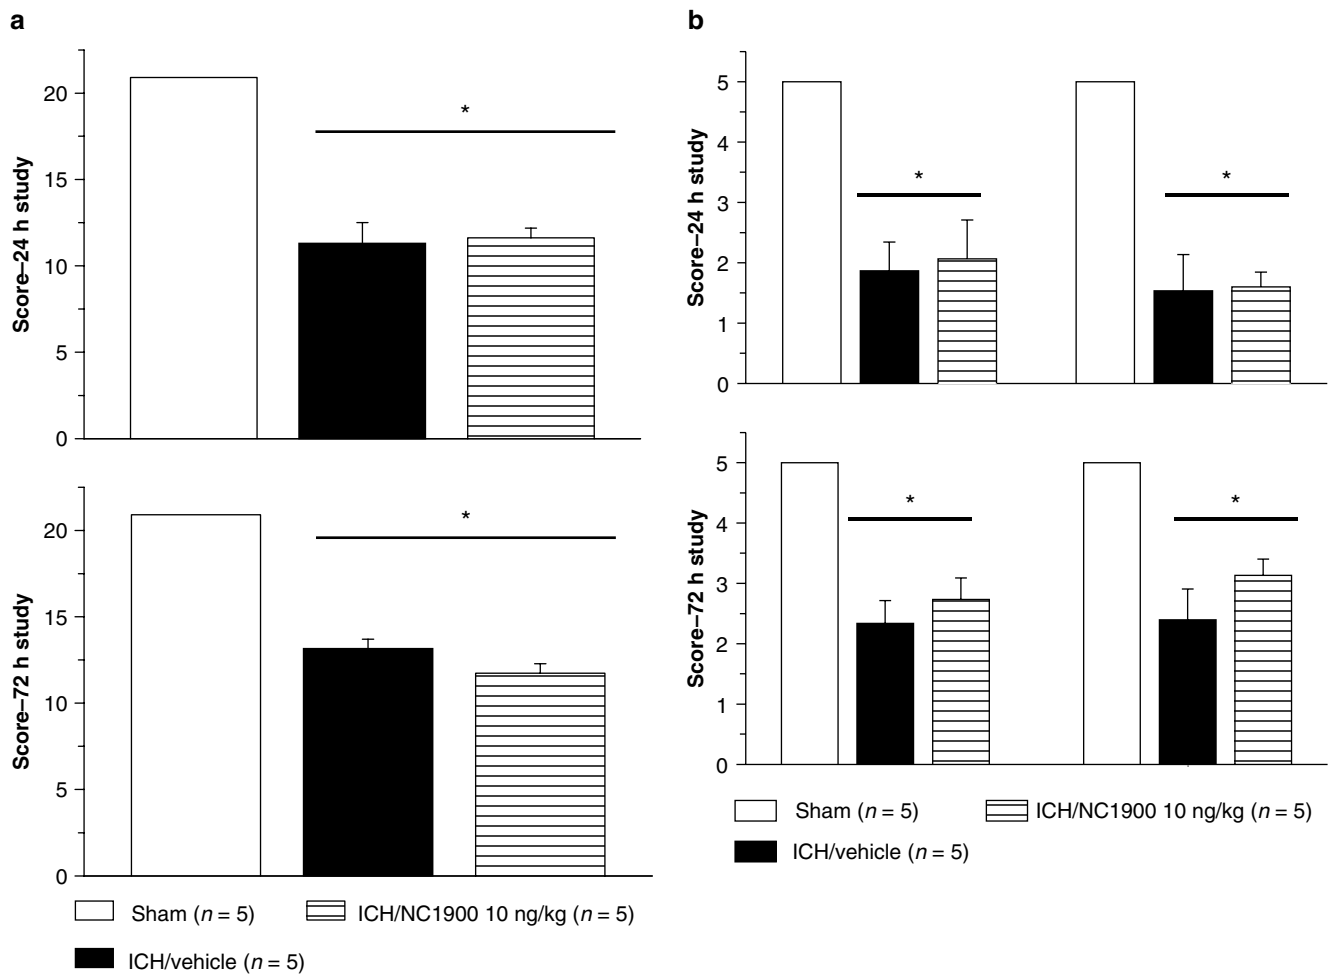 a
20
15
10
5
0
Score–24 h study
*
20
15
10
5
0
Score–72 h study
*
Sham (n = 5)
ICH/NC1900 10 ng/kg (n = 5)
ICH/vehicle (n = 5)
b
5
4
3
2
1
0
Score–24 h study
*
*
5
4
3
2
1
0
Score–72 h study
*
*
Sham (n = 5)
ICH/NC1900 10 ng/kg (n = 5)
ICH/vehicle (n = 5)